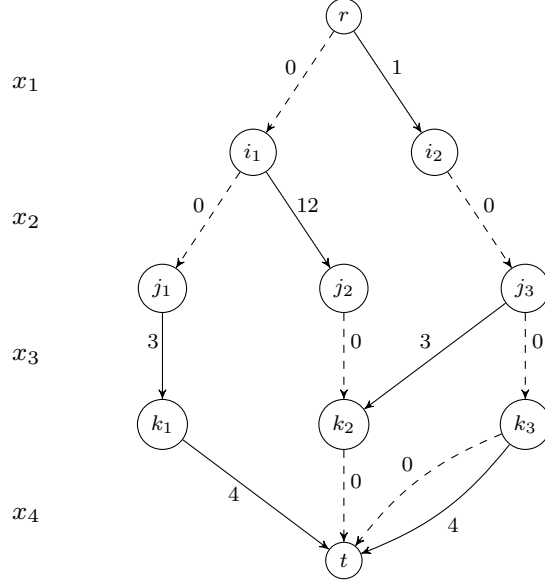 r
0 1
x₁
i₁ i₂
0 12 0
x₂
j₁ j₂ j₃
3 0 3 0
x₃
k₁ k₂ k₃
4 0 0 4
x₄
t